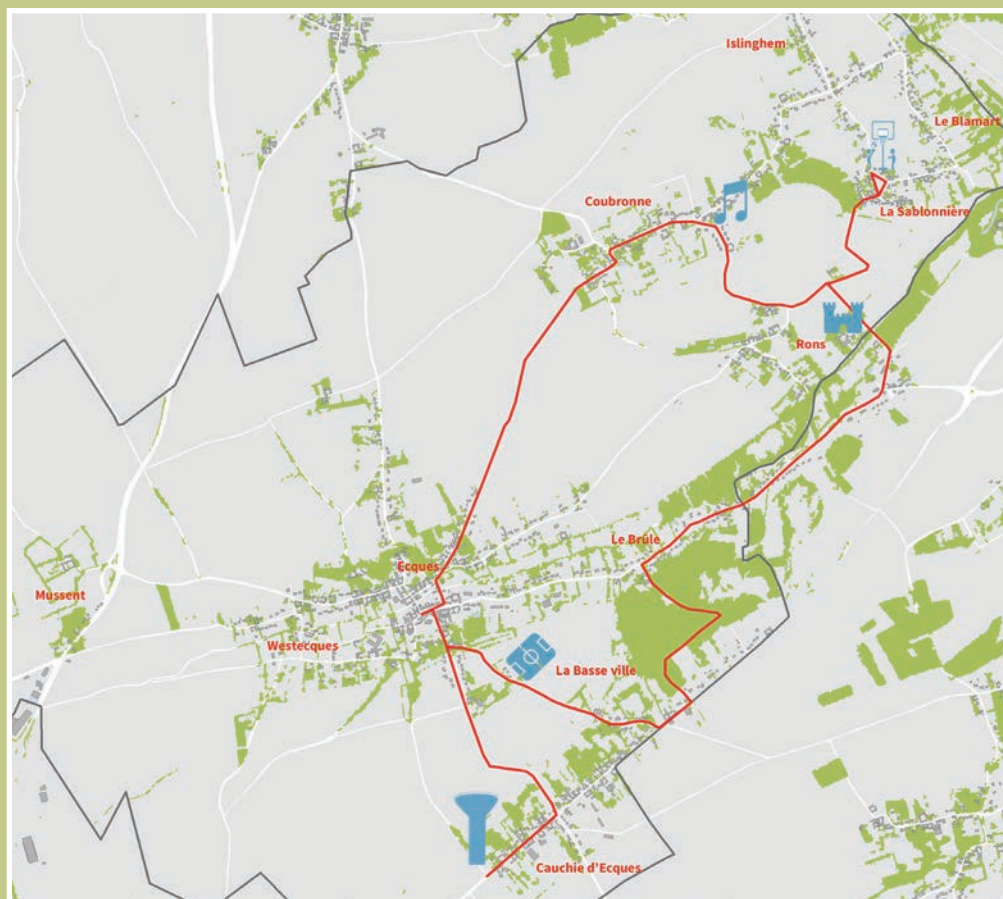 Islinghem
Le Blamart
Coubronne
La Sablonnière
Rons
Le Brûle
Ecques
Mussent
Westecques
La Basse ville
Cauchie d'Ecques